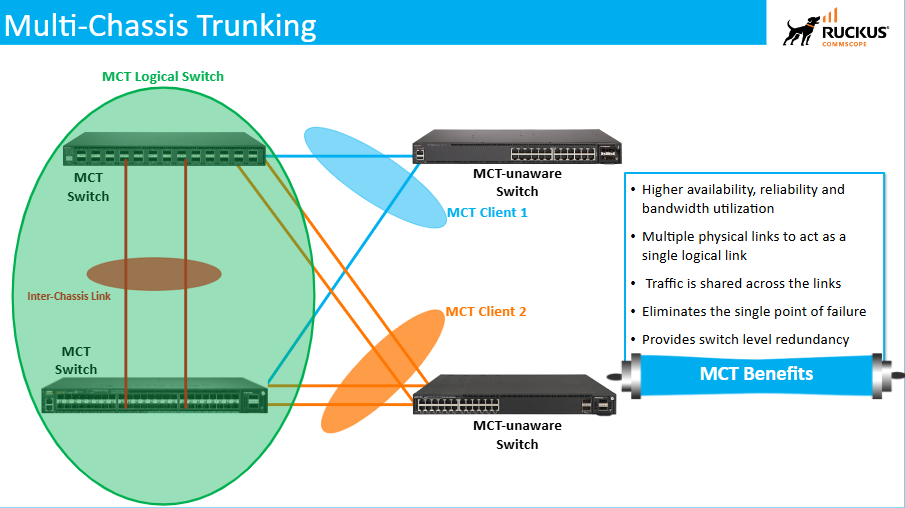 Multi-Chassis Trunking
RUCKUS
COMMSCOPE
MCT Logical Switch
MCT
Switch
MCT-unaware
Switch
MCT Client 1
Inter-Chassis Link
MCT Client 2
MCT
Switch
MCT-unaware
Switch
• Higher availability, reliability and
bandwidth utilization
• Multiple physical links to act as a
single logical link
• Traffic is shared across the links
• Eliminates the single point of failure
• Provides switch level redundancy
MCT Benefits